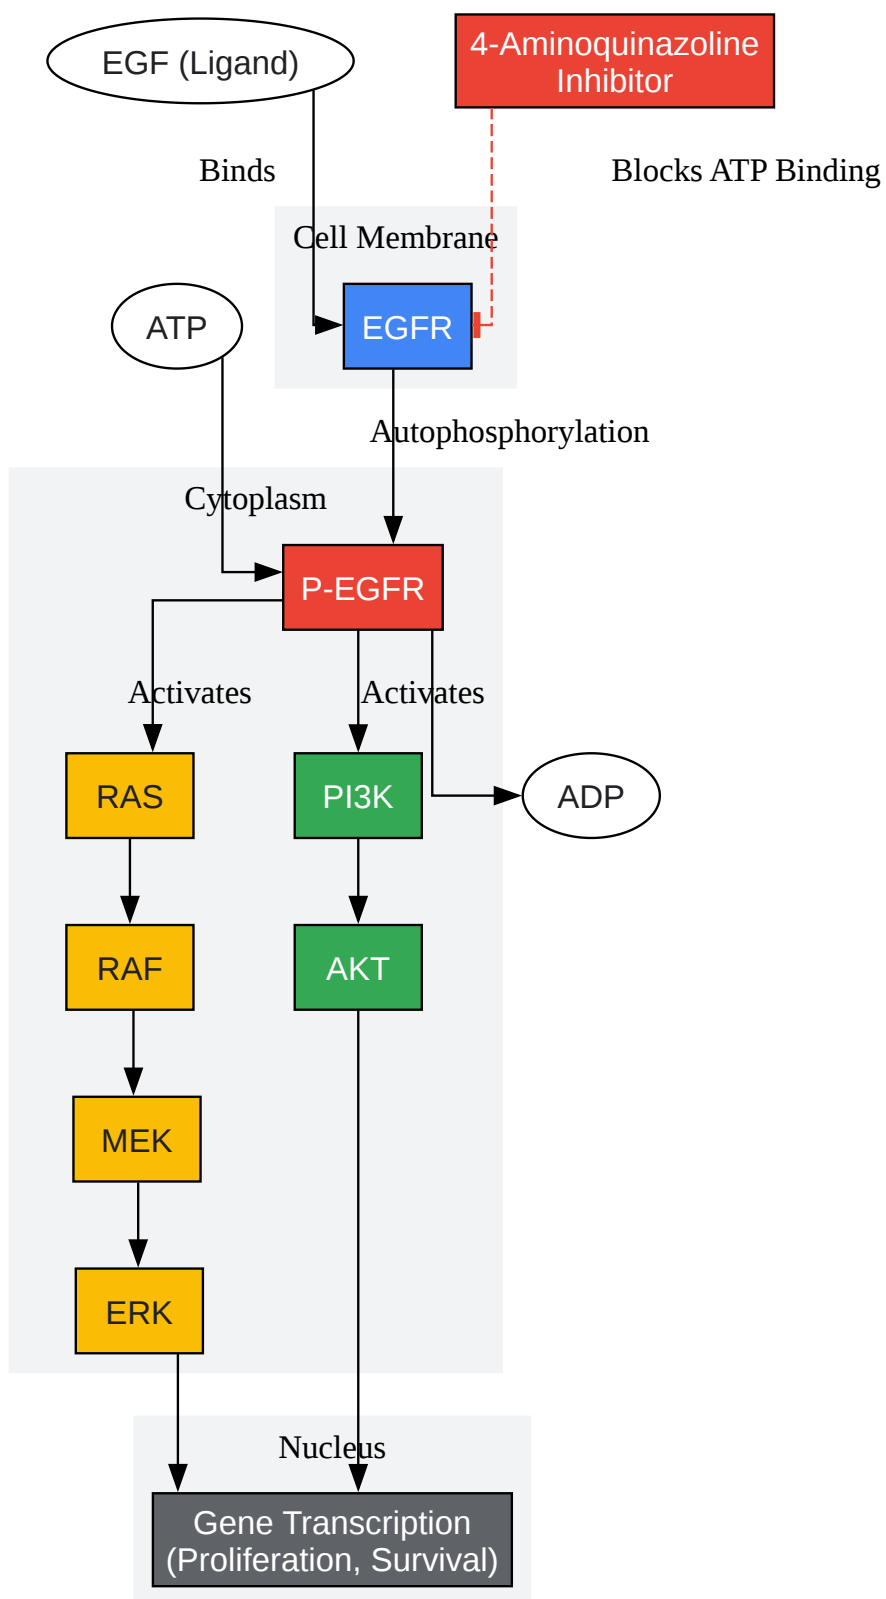 EGF (Ligand)
4-Aminoquinazoline
Inhibitor
Binds
Blocks ATP Binding
Cell Membrane
ATP
EGFR
Autophosphorylation
Cytoplasm
P-EGFR
Activates
Activates
RAS
PI3K
ADP
RAF
AKT
MEK
ERK
Nucleus
Gene Transcription
(Proliferation, Survival)